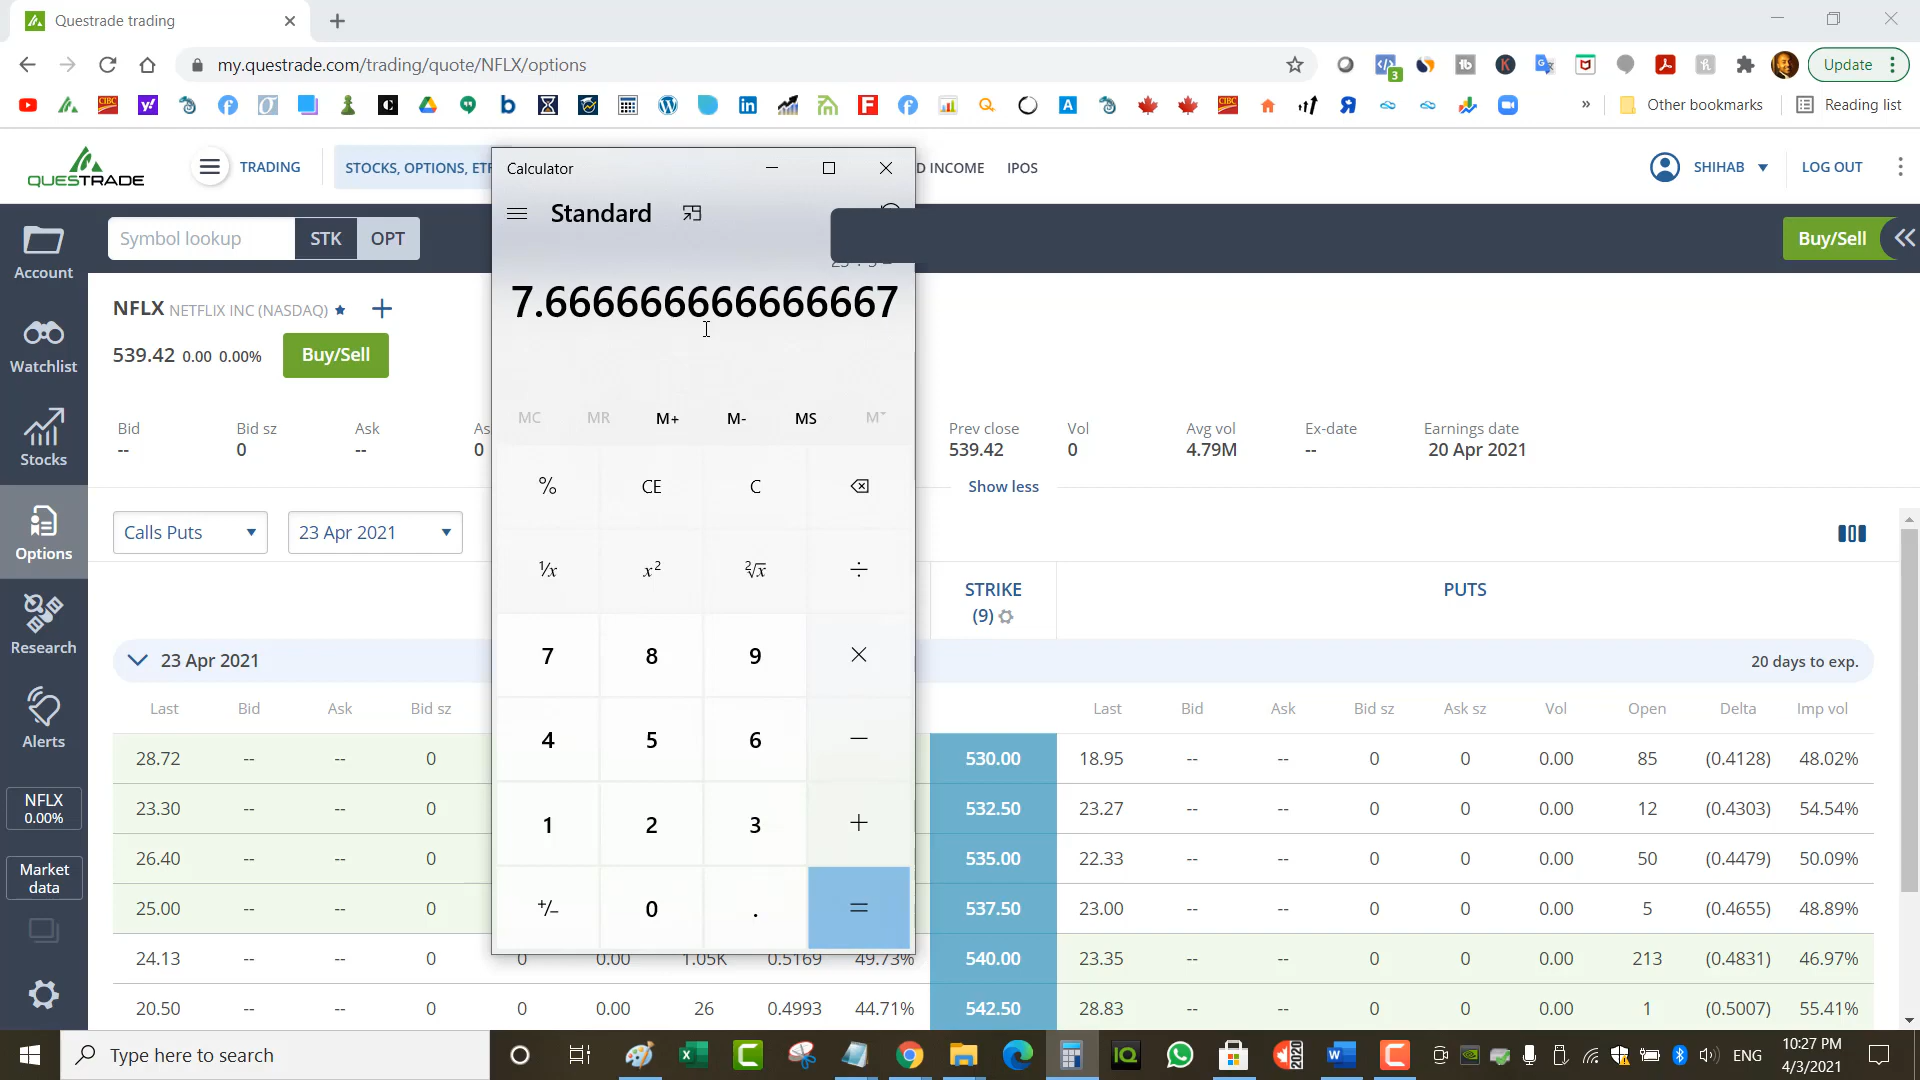 Questrade trading
my.questrade.com/trading/quote/NFLX/options
Update
Other bookmarks
Reading list
QUESTRADE
TRADING
STOCKS, OPTIONS, ETF
D INCOME
IPOS
SHIHAB
LOG OUT
Calculator
Standard
7.666666666666667
MC MR M+ M- MS M
% CE C
¹/x x² ²√x ÷
7 8 9 ×
4 5 6 −
1 2 3 +
+/− 0 . =
Account
Watchlist
Stocks
Options
Research
Alerts
NFLX
0.00%
Market
data
Symbol lookup
STK
OPT
Buy/Sell
NFLX NETFLIX INC (NASDAQ)
539.42 0.00 0.00%
Buy/Sell
Bid Bid sz Ask As Prev close Vol Avg vol Ex-date Earnings date
-- 0 -- 0 539.42 0 4.79M -- 20 Apr 2021
Show less
Calls Puts
23 Apr 2021
STRIKE
(9)
PUTS
23 Apr 2021
20 days to exp.
Last Bid Ask Bid sz Last Bid Ask Bid sz Ask sz Vol Open Delta Imp vol
28.72 -- -- 0 530.00 18.95 -- -- 0 0 0.00 85 (0.4128) 48.02%
23.30 -- -- 0 532.50 23.27 -- -- 0 0 0.00 12 (0.4303) 54.54%
26.40 -- -- 0 535.00 22.33 -- -- 0 0 0.00 50 (0.4479) 50.09%
25.00 -- -- 0 537.50 23.00 -- -- 0 0 0.00 5 (0.4655) 48.89%
24.13 -- -- 0 0 0.00 1.05K 0.5169 49.73% 540.00 23.35 -- -- 0 0 0.00 213 (0.4831) 46.97%
20.50 -- -- 0 0 0.00 26 0.4993 44.71% 542.50 28.83 -- -- 0 0 0.00 1 (0.5007) 55.41%
Type here to search
ENG
10:27 PM
4/3/2021